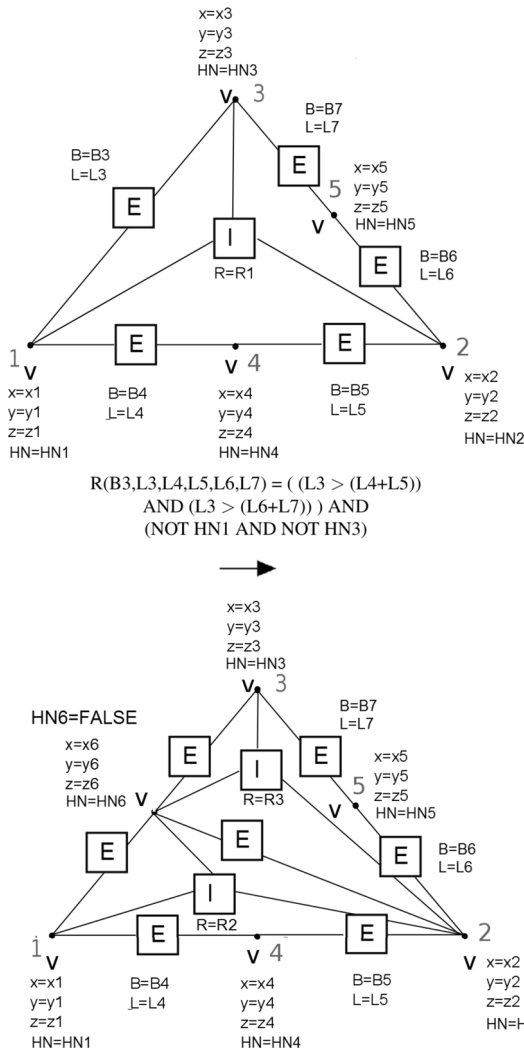 x=x3
y=y3
z=z3
HN=HN3
V 3
B=B7
L=L7
B=B3
L=L3
E
x=x5
y=y5
z=z5
HN=HN5
5
V
E
I
R=R1
E
B=B6
L=L6
1
V
E
4
V
E
2
V
x=x1
y=y1
z=z1
HN=HN1
B=B4
L=L4
x=x4
y=y4
z=z4
HN=HN4
B=B5
L=L5
x=x2
y=y2
z=z2
HN=HN2
R(B3,L3,L4,L5,L6,L7) = ( (L3 > (L4+L5))
AND (L3 > (L6+L7)) ) AND
(NOT HN1 AND NOT HN3)
x=x3
y=y3
z=z3
HN=HN3
V 3
HN6=FALSE
x=x6
y=y6
z=z6
HN=HN6
V
B=B7
L=L7
E
E
I
R=R3
x=x5
y=y5
z=z5
HN=HN5
5
V
E
E
E
B=B6
L=L6
I
R=R2
1
V
E
4
V
E
2
V
x=x1
y=y1
z=z1
HN=HN1
B=B4
L=L4
x=x4
y=y4
z=z4
HN=HN4
B=B5
L=L5
x=x2
y=y2
z=z2